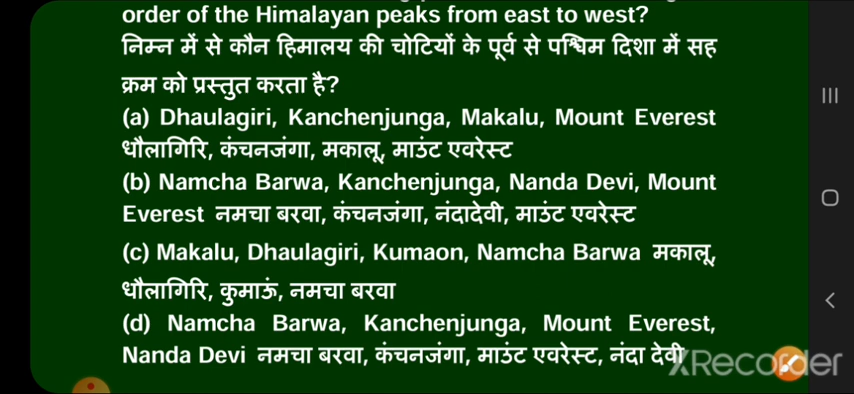 order of the Himalayan peaks from east to west?
निम्न में से कौन हिमालय की चोटियों के पूर्व से पश्चिम दिशा में सह
क्रम को प्रस्तुत करता है?
(a) Dhaulagiri, Kanchenjunga, Makalu, Mount Everest
धौलागिरि, कंचनजंगा, मकालू, माउंट एवरेस्ट
(b) Namcha Barwa, Kanchenjunga, Nanda Devi, Mount
Everest नमचा बरवा, कंचनजंगा, नंदादेवी, माउंट एवरेस्ट
(c) Makalu, Dhaulagiri, Kumaon, Namcha Barwa मकालू,
धौलागिरि, कुमाऊं, नमचा बरवा
(d) Namcha Barwa, Kanchenjunga, Mount Everest,
Nanda Devi नमचा बरवा, कंचनजंगा, माउंट एवरेस्ट, नंदा देवी
XRecorder